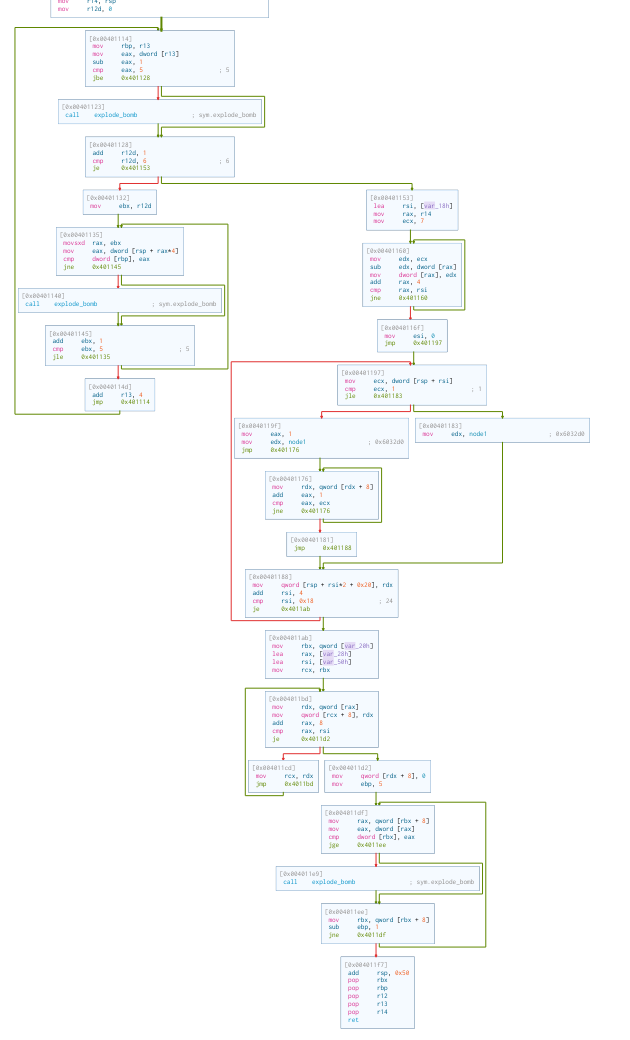 mov r14, rsp
mov r12d, 0
[0x00401114]
mov rbp, r13
mov eax, dword [r13]
sub eax, 1
cmp eax, 5 ; 5
jbe 0x401128
[0x00401123]
call explode_bomb ; sym.explode_bomb
[0x00401128]
add r12d, 1
cmp r12d, 6 ; 6
je 0x401153
[0x00401132]
mov ebx, r12d
[0x00401135]
movsxd rax, ebx
mov eax, dword [rsp + rax*4]
cmp dword [rbp], eax
jne 0x401145
[0x00401140]
call explode_bomb ; sym.explode_bomb
[0x00401145]
add ebx, 1
cmp ebx, 5 ; 5
jle 0x401135
[0x0040114d]
add r13, 4
jmp 0x401114
[0x00401153]
lea rsi, [var_18h]
mov rax, r14
mov ecx, 7
[0x00401160]
mov edx, ecx
sub edx, dword [rax]
mov dword [rax], edx
add rax, 4
cmp rax, rsi
jne 0x401160
[0x0040116f]
mov esi, 0
jmp 0x401197
[0x00401197]
mov ecx, dword [rsp + rsi]
cmp ecx, 1 ; 1
jle 0x401183
[0x0040119f]
mov eax, 1
mov edx, node1 ; 0x6032d0
jmp 0x401176
[0x00401183]
mov edx, node1 ; 0x6032d0
[0x00401176]
mov rdx, qword [rdx + 8]
add eax, 1
cmp eax, ecx
jne 0x401176
[0x00401181]
jmp 0x401188
[0x00401188]
mov qword [rsp + rsi*2 + 0x20], rdx
add rsi, 4
cmp rsi, 0x18 ; 24
je 0x4011ab
[0x004011ab]
mov rbx, qword [var_20h]
lea rax, [var_28h]
lea rsi, [var_50h]
mov rcx, rbx
[0x004011bd]
mov rdx, qword [rax]
mov qword [rcx + 8], rdx
add rax, 8
cmp rax, rsi
je 0x4011d2
[0x004011cd]
mov rcx, rdx
jmp 0x4011bd
[0x004011d2]
mov qword [rdx + 8], 0
mov ebp, 5
[0x004011df]
mov rax, qword [rbx + 8]
mov eax, dword [rax]
cmp dword [rbx], eax
jge 0x4011ee
[0x004011e9]
call explode_bomb ; sym.explode_bomb
[0x004011ee]
mov rbx, qword [rbx + 8]
sub ebp, 1
jne 0x4011df
[0x004011f7]
add rsp, 0x50
pop rbx
pop rbp
pop r12
pop r13
pop r14
ret